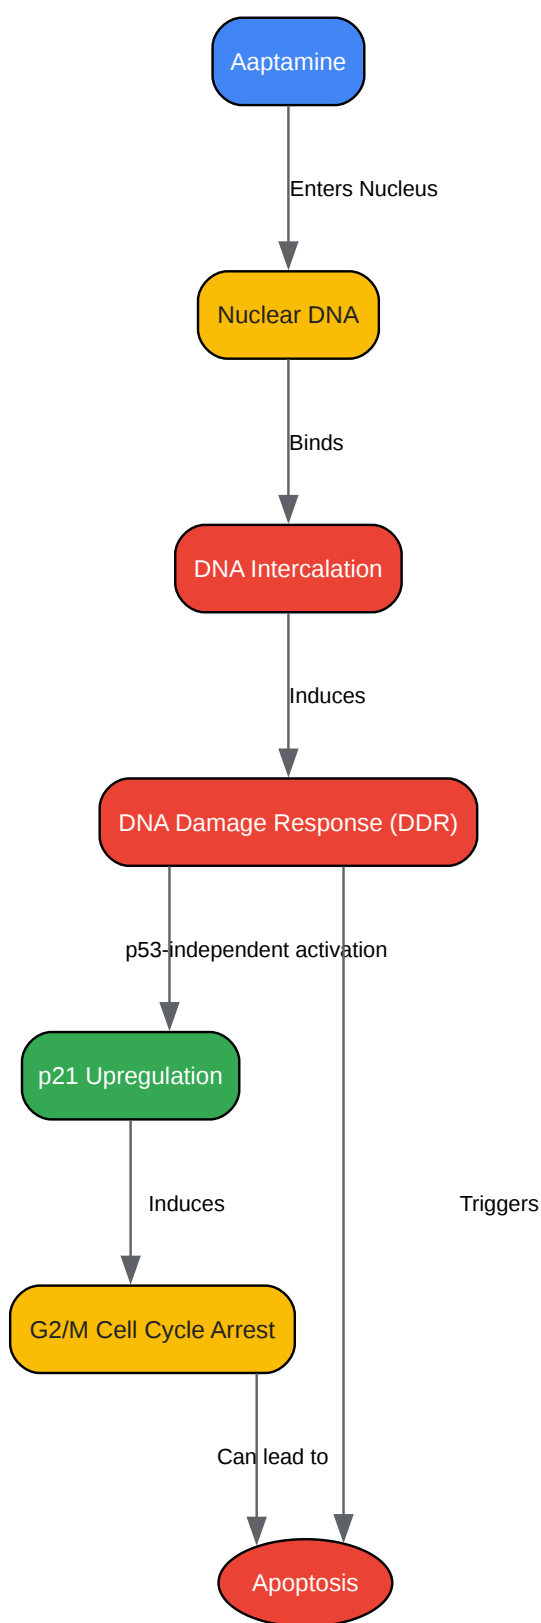 Aaptamine
Enters Nucleus
Nuclear DNA
Binds
DNA Intercalation
Induces
DNA Damage Response (DDR)
p53-independent activation
p21 Upregulation
Induces
Triggers
G2/M Cell Cycle Arrest
Can lead to
Apoptosis